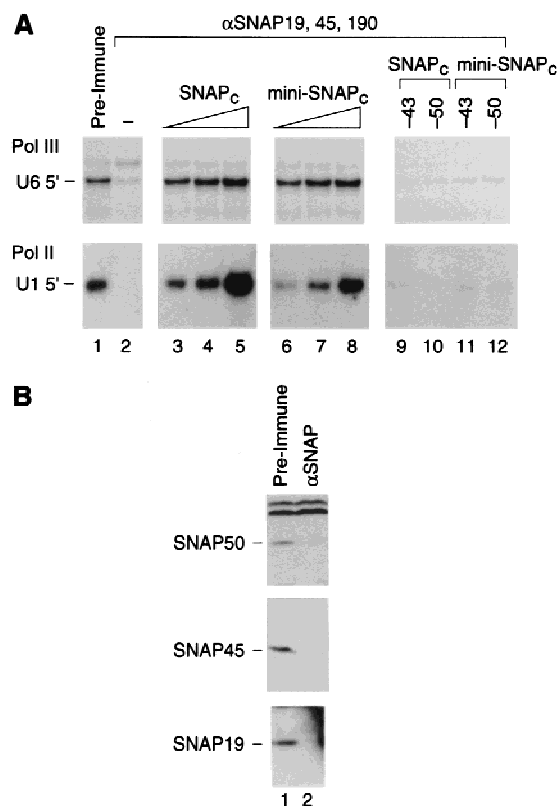 A
αSNAP19, 45, 190
Pre-Immune
–
SNAPC
mini-SNAPC
SNAPC
mini-SNAPC
–43
–50
–43
–50
Pol III
U6 5' –
Pol II
U1 5' –
1 2 3 4 5 6 7 8 9 10 11 12
B
Pre-Immune
αSNAP
SNAP50 –
SNAP45 –
SNAP19 –
1 2